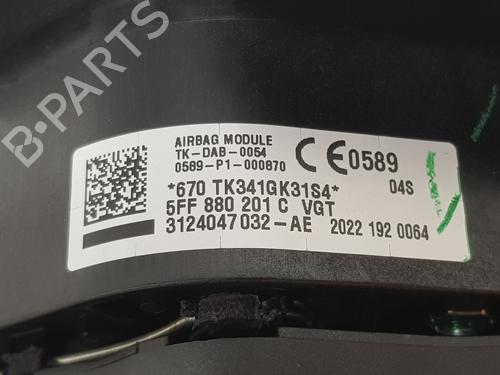 AIRBAG MODULE
TK-DAB-0054
0589-P1-000870
CE0589
*670 TK341GK31S4*
04S
5FF 880 201 C VGT
3124047032-AE 2022 192 0064
B-PARTS